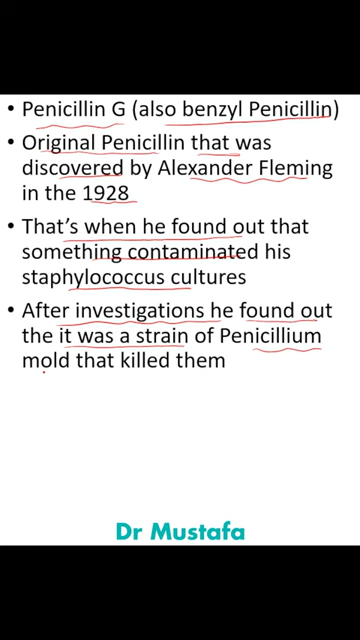 • Penicillin G (also benzyl Penicillin)
• Original Penicillin that was
discovered by Alexander Fleming
in the 1928
• That's when he found out that
something contaminated his
staphylococcus cultures
• After investigations he found out
the it was a strain of Penicillium
mold that killed them
Dr Mustafa